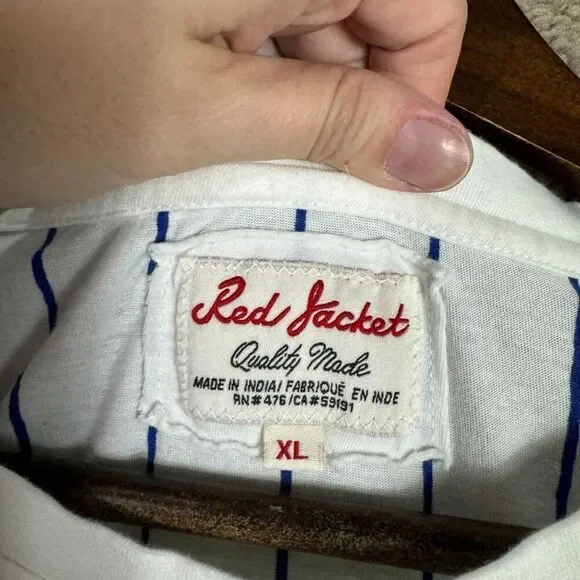 Red Jacket
Quality Made
MADE IN INDIA/ FABRIQUÉ EN INDE
RN# 476 /CA# 59191
XL